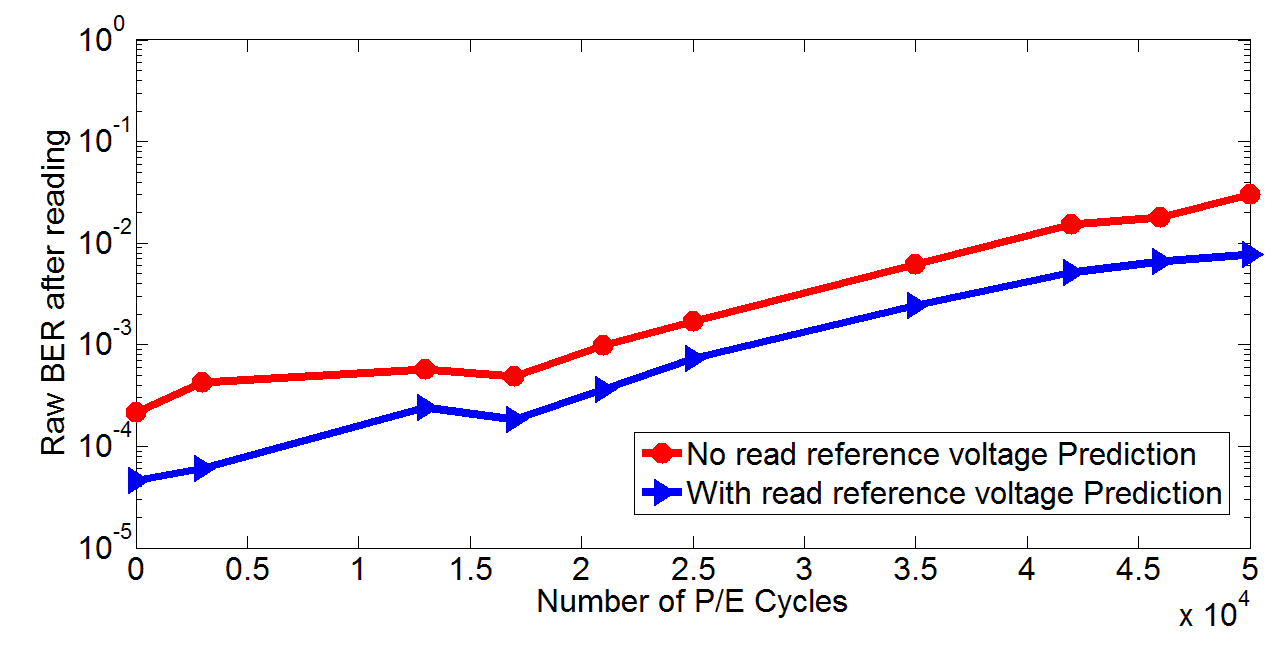 10^0
10^-1
10^-2
10^-3
10^-4
10^-5
Raw BER after reading
No read reference voltage Prediction
With read reference voltage Prediction
0 0.5 1 1.5 2 2.5 3 3.5 4 4.5 5
Number of P/E Cycles
x 10^4